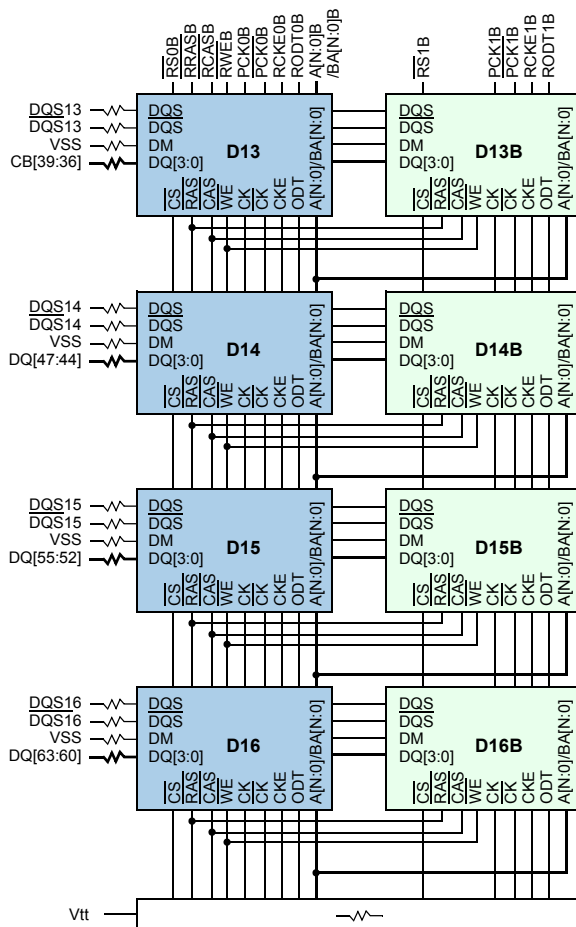 RS0B
RRASB
RCASB
RWEB
PCK0B
PCK0B
RCKE0B
RODT0B
A[N:0]B
/BA[N:0]B
RS1B
PCK1B
PCK1B
RCKE1B
RODT1B
DQS13
DQS13
VSS
CB[39:36]
DQS
DQS
DM
DQ[3:0]
D13
CS
RAS
CAS
WE
CK
CK
CKE
ODT
A[N:0]/BA[N:0]
DQS
DQS
DM
DQ[3:0]
D13B
CS
RAS
CAS
WE
CK
CK
CKE
ODT
A[N:0]/BA[N:0]
DQS14
DQS14
VSS
DQ[47:44]
DQS
DQS
DM
DQ[3:0]
D14
CS
RAS
CAS
WE
CK
CK
CKE
ODT
A[N:0]/BA[N:0]
DQS
DQS
DM
DQ[3:0]
D14B
CS
RAS
CAS
WE
CK
CK
CKE
ODT
A[N:0]/BA[N:0]
DQS15
DQS15
VSS
DQ[55:52]
DQS
DQS
DM
DQ[3:0]
D15
CS
RAS
CAS
WE
CK
CK
CKE
ODT
A[N:0]/BA[N:0]
DQS
DQS
DM
DQ[3:0]
D15B
CS
RAS
CAS
WE
CK
CK
CKE
ODT
A[N:0]/BA[N:0]
DQS16
DQS16
VSS
DQ[63:60]
DQS
DQS
DM
DQ[3:0]
D16
CS
RAS
CAS
WE
CK
CK
CKE
ODT
A[N:0]/BA[N:0]
DQS
DQS
DM
DQ[3:0]
D16B
CS
RAS
CAS
WE
CK
CK
CKE
ODT
A[N:0]/BA[N:0]
Vtt